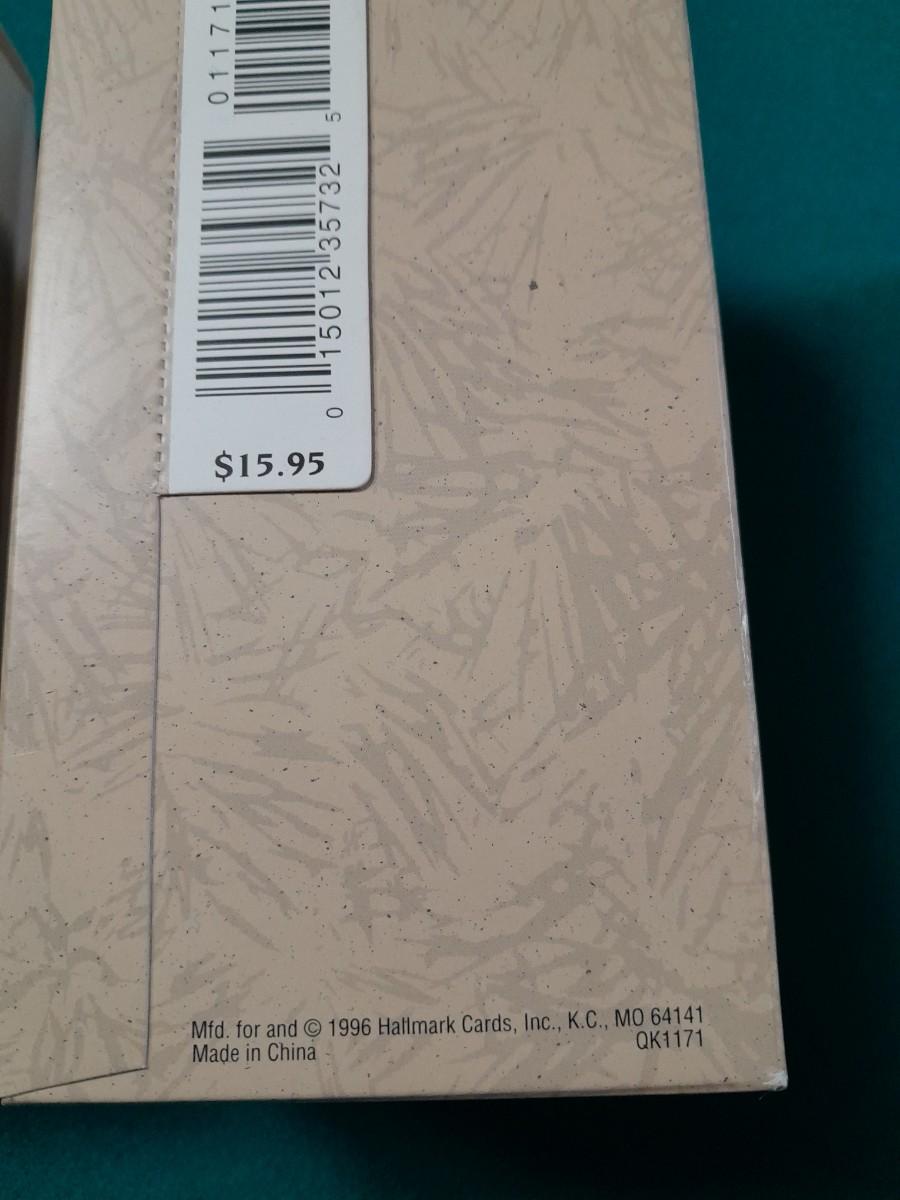 01171
0 15012 35732 5
$15.95
Mfd. for and © 1996 Hallmark Cards, Inc., K.C., MO 64141
Made in China
QK1171